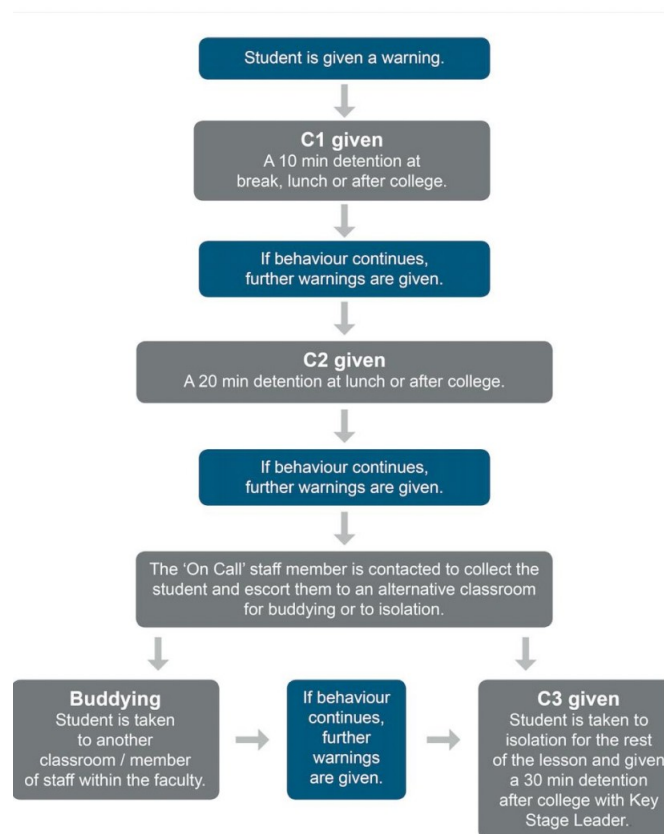 Student is given a warning.
C1 given
A 10 min detention at
break, lunch or after college.
If behaviour continues,
further warnings are given.
C2 given
A 20 min detention at lunch or after college.
If behaviour continues,
further warnings are given.
The ‘On Call’ staff member is contacted to collect the
student and escort them to an alternative classroom
for buddying or to isolation.
Buddying
Student is taken
to another
classroom / member
of staff within the faculty.
If behaviour
continues,
further
warnings
are given.
C3 given
Student is taken to
isolation for the rest
of the lesson and given
a 30 min detention
after college with Key
Stage Leader.